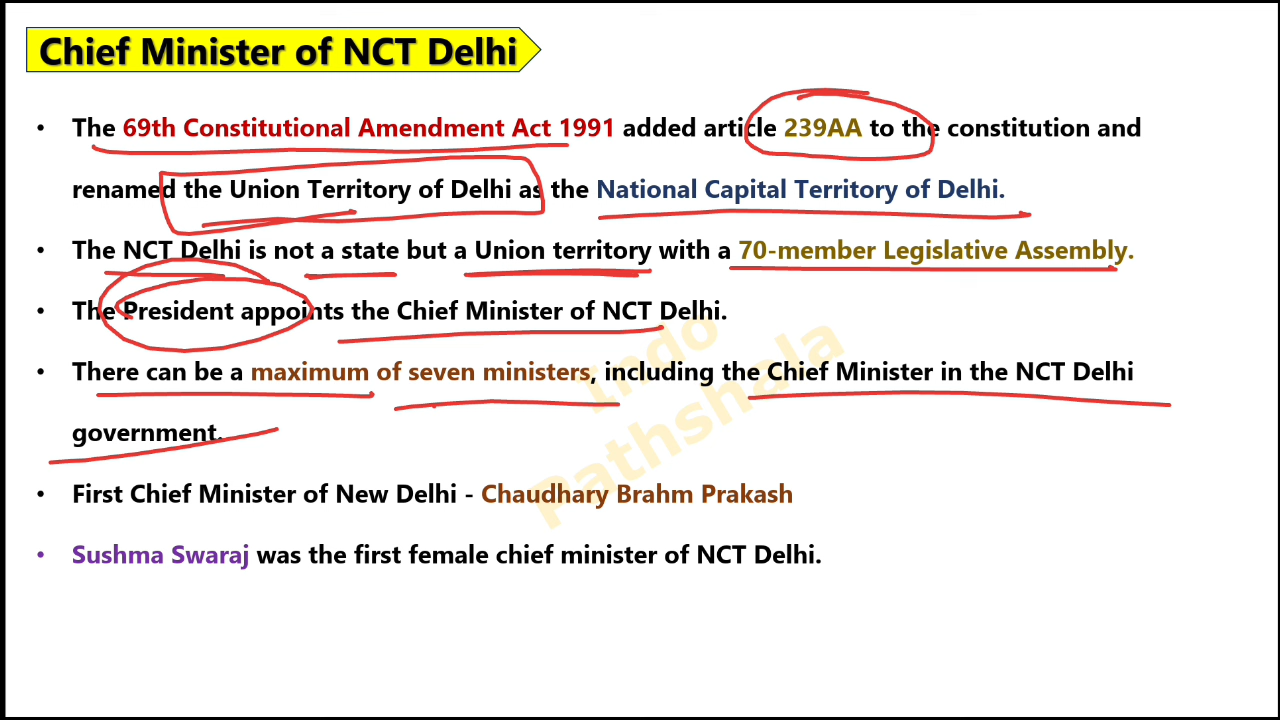 Chief Minister of NCT Delhi
• The 69th Constitutional Amendment Act 1991 added article 239AA to the constitution and
renamed the Union Territory of Delhi as the National Capital Territory of Delhi.
• The NCT Delhi is not a state but a Union territory with a 70-member Legislative Assembly.
• The President appoints the Chief Minister of NCT Delhi.
• There can be a maximum of seven ministers, including the Chief Minister in the NCT Delhi
government.
• First Chief Minister of New Delhi - Chaudhary Brahm Prakash
• Sushma Swaraj was the first female chief minister of NCT Delhi.
Indo
Pathshala